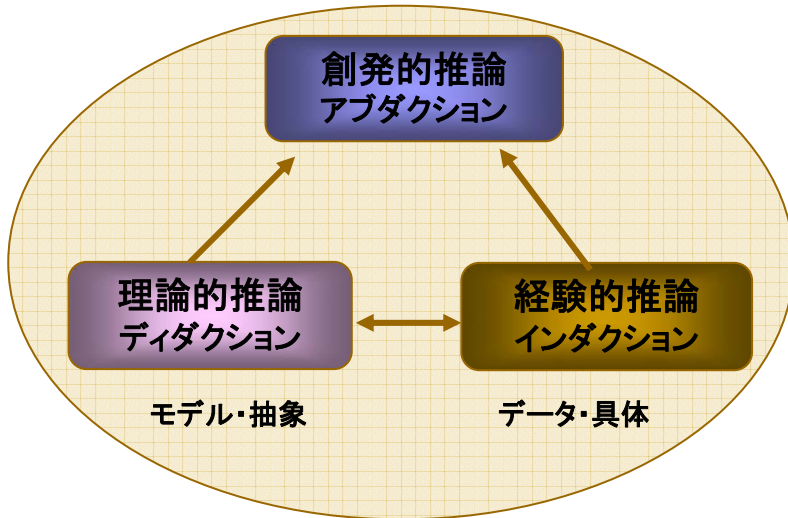 創発的推論
アブダクション
理論的推論
ディダクション
経験的推論
インダクション
モデル・抽象
データ・具体